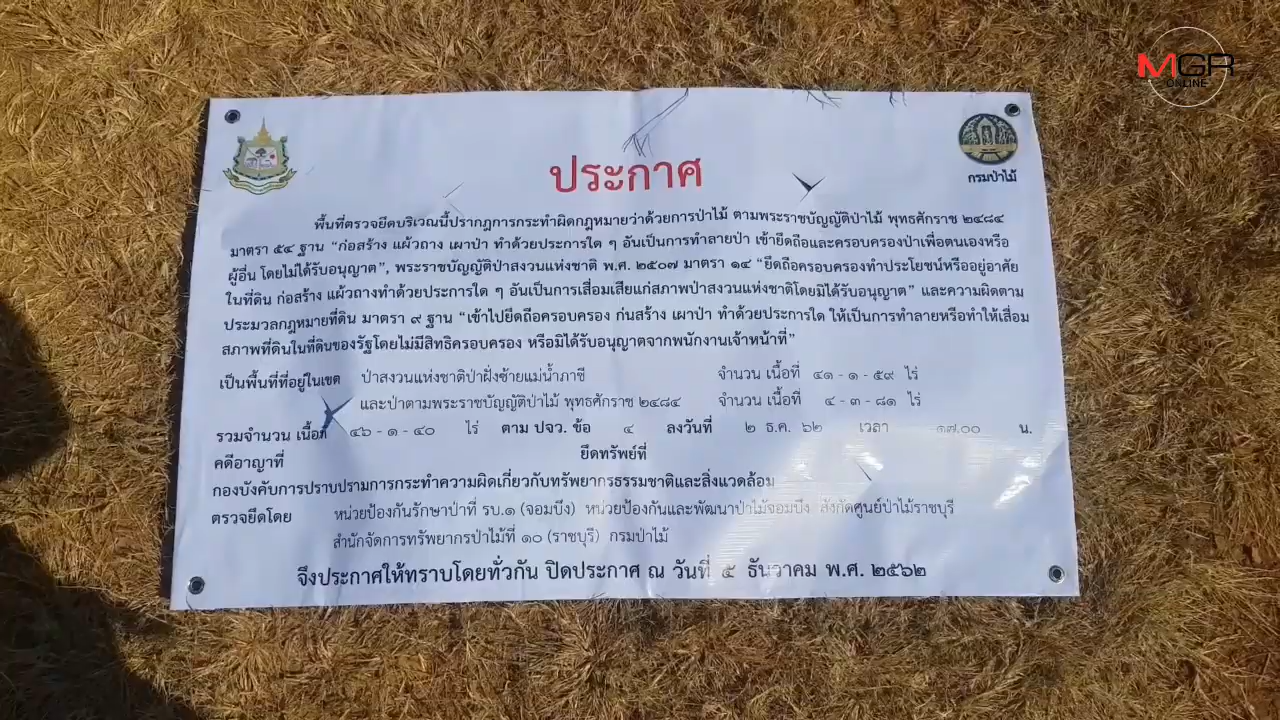 MGR
ONLINE
กรมป่าไม้
ประกาศ
พื้นที่ตรวจยึดบริเวณนี้ปรากฎการกระทำผิดกฎหมายว่าด้วยการป่าไม้ ตามพระราชบัญญัติป่าไม้ พุทธศักราช ๒๔๘๔
มาตรา ๕๔ ฐาน “ก่อสร้าง แผ้วถาง เผาป่า ทำด้วยประการใด ๆ อันเป็นการทำลายป่า เข้ายึดถือและครอบครองป่าเพื่อตนเองหรือ
ผู้อื่น โดยไม่ได้รับอนุญาต”, พระราชบัญญัติป่าสงวนแห่งชาติ พ.ศ. ๒๕๐๗ มาตรา ๑๔ “ยึดถือครอบครองทำประโยชน์หรืออยู่อาศัย
ในที่ดิน ก่อสร้าง แผ้วถางทำด้วยประการใด ๆ อันเป็นการเสื่อมเสียแก่สภาพป่าสงวนแห่งชาติโดยมิได้รับอนุญาต” และความผิดตาม
ประมวลกฎหมายที่ดิน มาตรา ๙ ฐาน “เข้าไปยึดถือครอบครอง ก่นสร้าง เผาป่า ทำด้วยประการใด ให้เป็นการทำลายหรือทำให้เสื่อม
สภาพที่ดินในที่ดินของรัฐโดยไม่มีสิทธิครอบครอง หรือมิได้รับอนุญาตจากพนักงานเจ้าหน้าที่”
เป็นพื้นที่ที่อยู่ในเขต ป่าสงวนแห่งชาติป่าฝั่งซ้ายแม่น้ำภาชี จำนวน เนื้อที่ ๔๑ - ๑ - ๕๙ ไร่
และป่าตามพระราชบัญญัติป่าไม้ พุทธศักราช ๒๔๘๔ จำนวน เนื้อที่ ๔ - ๓ - ๘๑ ไร่
รวมจำนวน เนื้อที่ ๔๖ - ๑ - ๔๐ ไร่ ตาม ปจว. ข้อ ๔ ลงวันที่ ๒ ธ.ค. ๖๒ เวลา ๑๗.๐๐ น.
คดีอาญาที่ ยึดทรัพย์ที่
กองบังคับการปราบปรามการกระทำความผิดเกี่ยวกับทรัพยากรธรรมชาติและสิ่งแวดล้อม
ตรวจยึดโดย หน่วยป้องกันรักษาป่าที่ รบ.๑ (จอมบึง) หน่วยป้องกันและพัฒนาป่าไม้จอมบึง สังกัดศูนย์ป่าไม้ราชบุรี
สำนักจัดการทรัพยากรป่าไม้ที่ ๑๐ (ราชบุรี) กรมป่าไม้
จึงประกาศให้ทราบโดยทั่วกัน ปิดประกาศ ณ วันที่ ๕ ธันวาคม พ.ศ. ๒๕๖๒